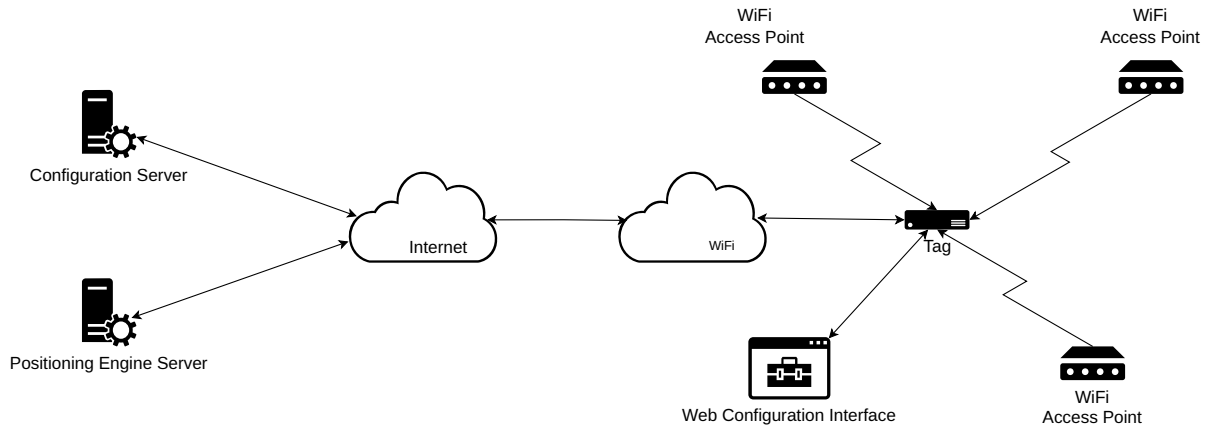 WiFi
Access Point
WiFi
Access Point
Configuration Server
Internet
WiFi
Tag
Positioning Engine Server
Web Configuration Interface
WiFi
Access Point